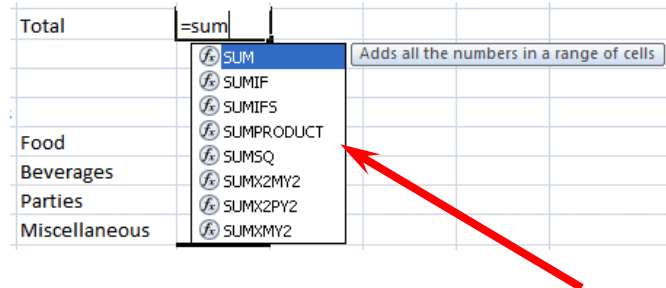 Total =sum
SUM Adds all the numbers in a range of cells
SUMIF
SUMIFS
SUMPRODUCT
SUMSQ
SUMX2MY2
SUMX2PY2
SUMXMY2
Food
Beverages
Parties
Miscellaneous